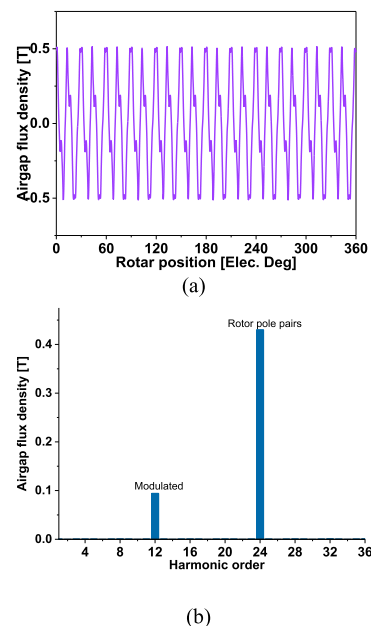 Airgap flux density [T]
0.5
0.0
-0.5
0 60 120 180 240 300 360
Rotar position [Elec. Deg]
(a)
Airgap flux density [T]
0.4
0.3
0.2
0.1
0.0
Rotor pole pairs
Modulated
4 8 12 16 20 24 28 32 36
Harmonic order
(b)